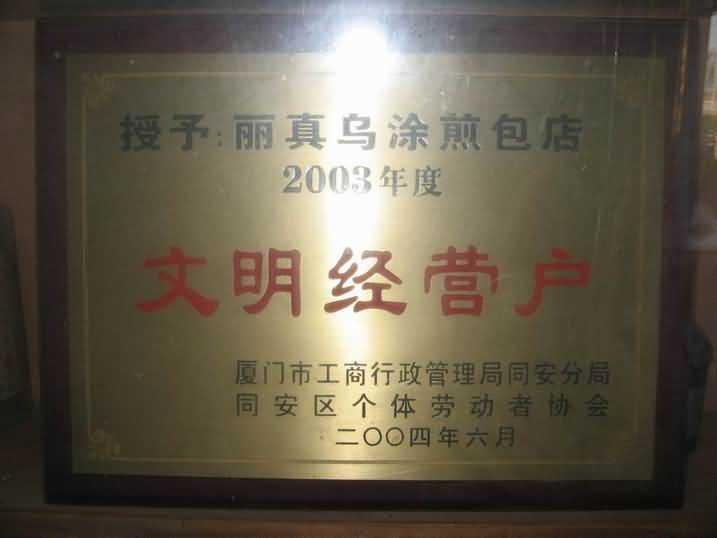 授予:丽真乌涂煎包店
2003年度
文明经营户
厦门市工商行政管理局同安分局
同安区个体劳动者协会
二〇〇四年六月